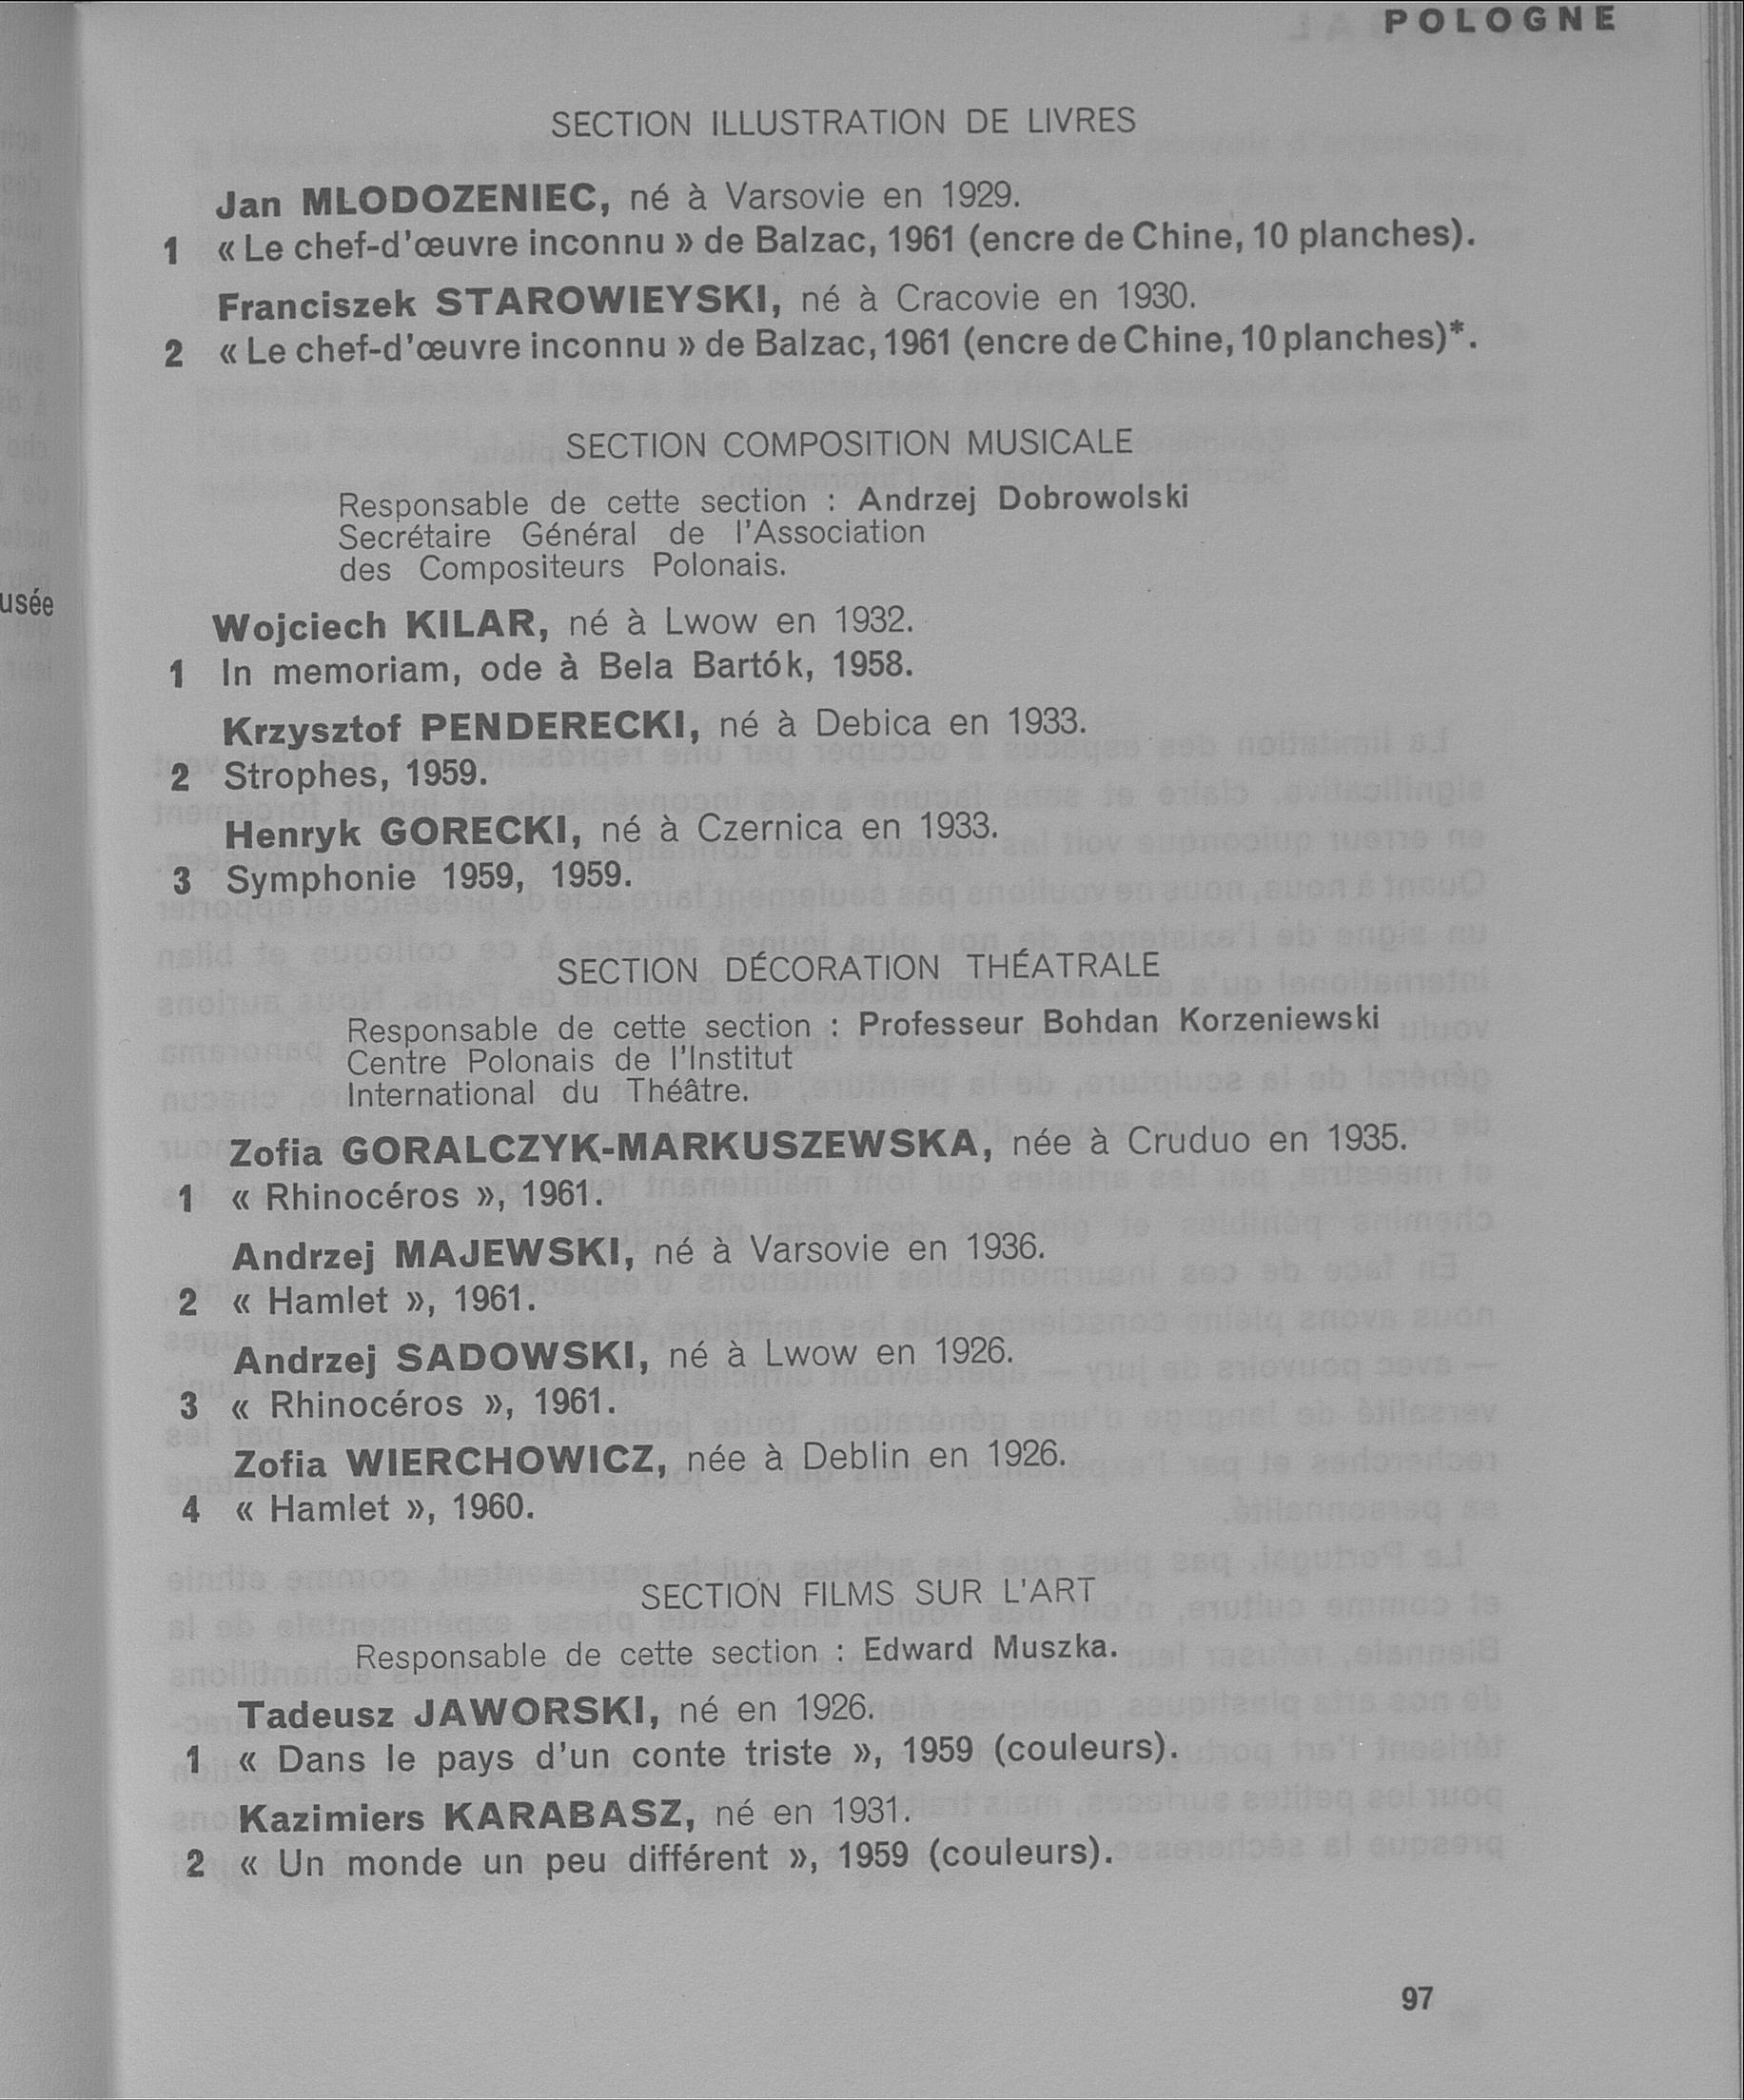 POLOGNE
SECTION ILLUSTRATION DE LIVRES
Jan MLODOZENIEC, né à Varsovie en 1929.
1 « Le chef-d'œuvre inconnu » de Balzac, 1961 (encre de Chine, 10 planches).
Franciszek STAROWIEYSKI, né à Cracovie en 1930.
2 « Le chef-d'œuvre inconnu » de Balzac, 1961 (encre de Chine, 10 planches)*.
SECTION COMPOSITION MUSICALE
Responsable de cette section : Andrzej Dobrowolski
Secrétaire Général de l'Association
des Compositeurs Polonais.
usée
Wojciech KILAR, né à Lwow en 1932.
1 In memoriam, ode à Bela Bartók, 1958.
Krzysztof PENDERECKI, né à Debica en 1933.
2 Strophes, 1959.
Henryk GORECKI, né à Czernica en 1933.
3 Symphonie 1959, 1959.
SECTION DÉCORATION THÉATRALE
Responsable de cette section : Professeur Bohdan Korzeniewski
Centre Polonais de l'Institut
International du Théâtre.
Zofia GORALCZYK-MARKUSZEWSKA, née à Cruduo en 1935.
1 « Rhinocéros », 1961.
Andrzej MAJEWSKI, né à Varsovie en 1936.
2 « Hamlet », 1961.
Andrzej SADOWSKI, né à Lwow en 1926.
3 « Rhinocéros », 1961.
Zofia WIERCHOWICZ, née à Deblin en 1926.
4 « Hamlet », 1960.
SECTION FILMS SUR L'ART
Responsable de cette section : Edward Muszka.
Tadeusz JAWORSKI, né en 1926.
1 « Dans le pays d'un conte triste », 1959 (couleurs).
Kazimiers KARABASZ, né en 1931.
2 « Un monde un peu différent », 1959 (couleurs).
97